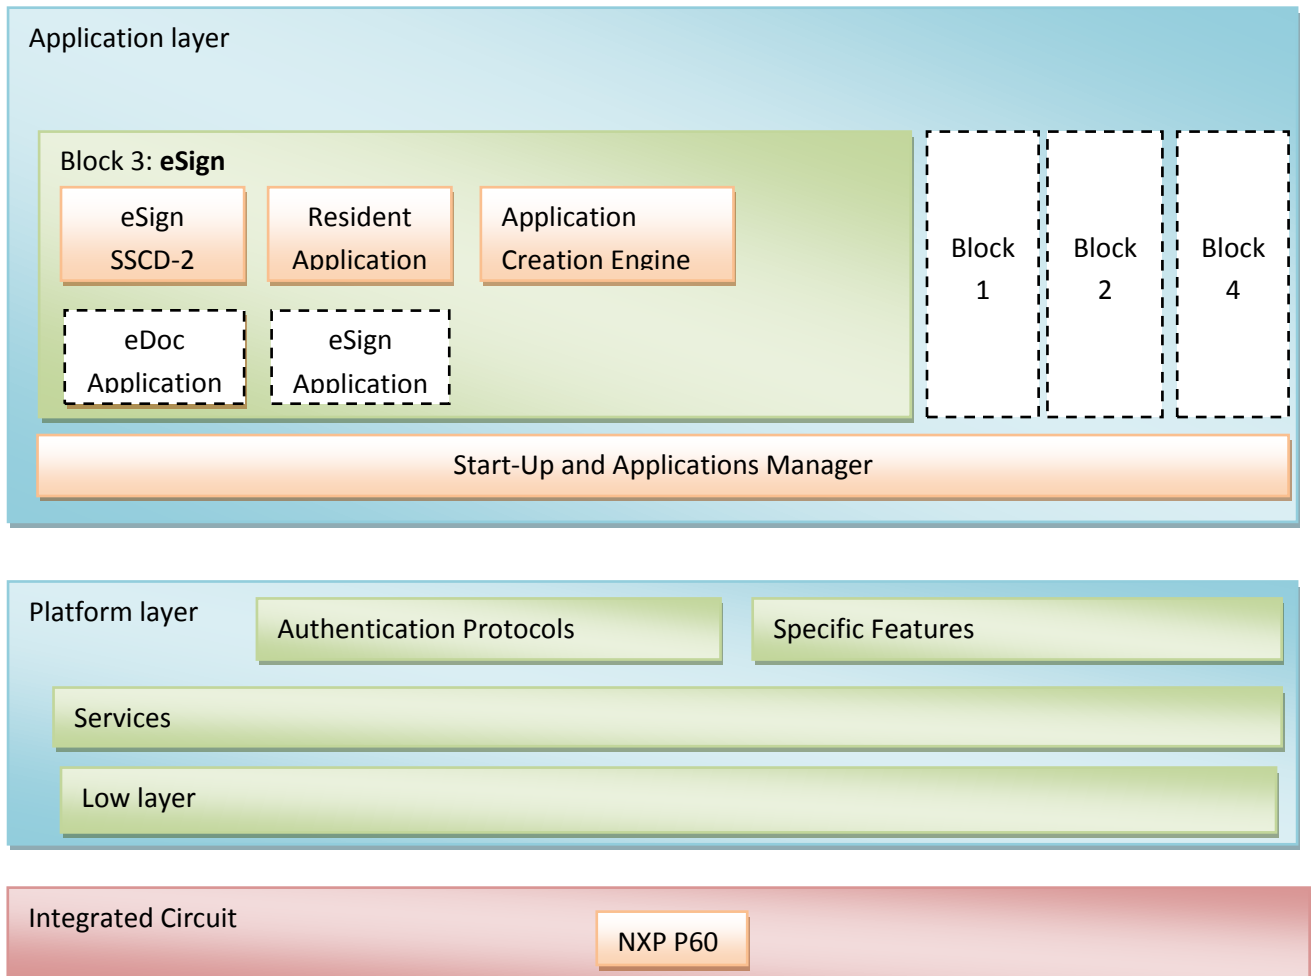 Application layer
Block 3: eSign
eSign
SSCD-2
Resident
Application
Application
Creation Engine
eDoc
Application
eSign
Application
Block
1
Block
2
Block
4
Start-Up and Applications Manager
Platform layer
Authentication Protocols
Specific Features
Services
Low layer
Integrated Circuit
NXP P60